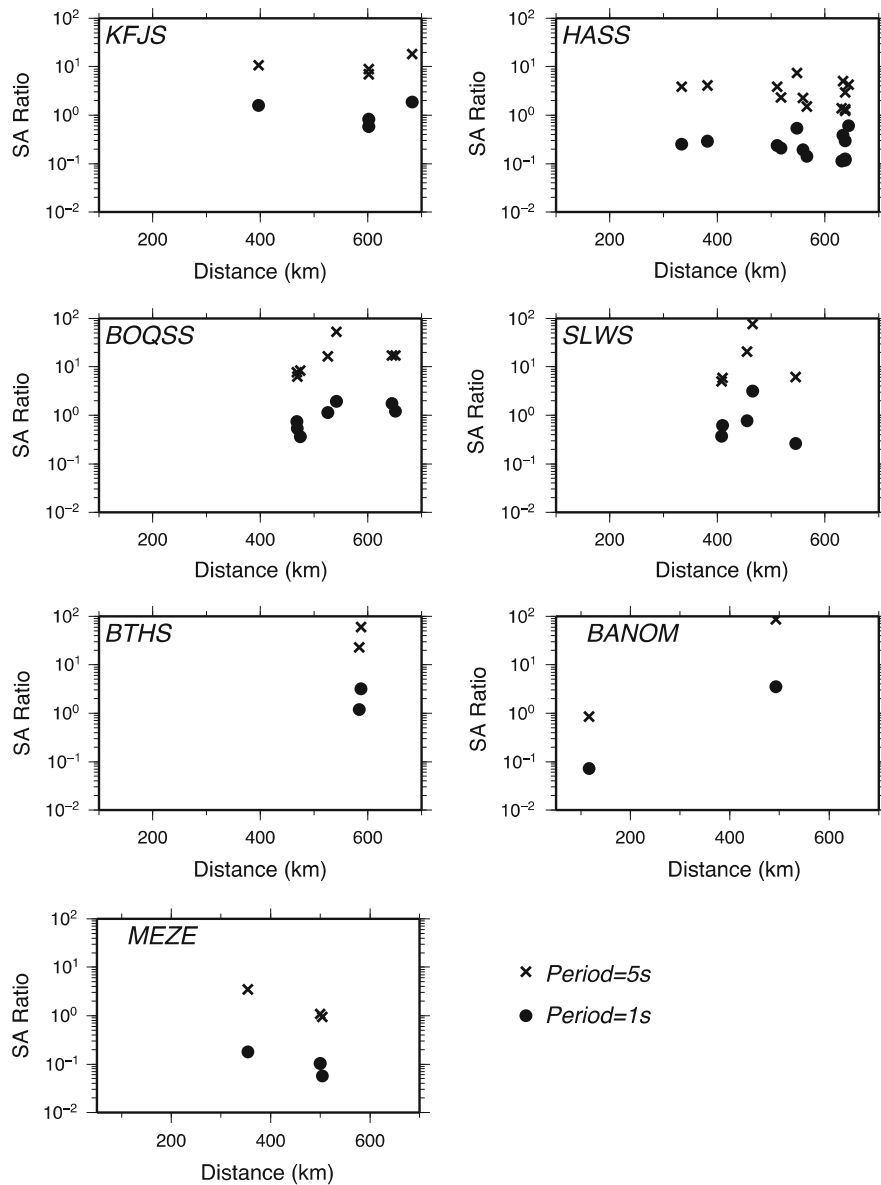 KFJS
SA Ratio
10²
10¹
10⁰
10⁻¹
10⁻²
200 400 600
Distance (km)
HASS
SA Ratio
10²
10¹
10⁰
10⁻¹
10⁻²
200 400 600
Distance (km)
BOQSS
SA Ratio
10²
10¹
10⁰
10⁻¹
10⁻²
200 400 600
Distance (km)
SLWS
SA Ratio
10²
10¹
10⁰
10⁻¹
10⁻²
200 400 600
Distance (km)
BTHS
SA Ratio
10²
10¹
10⁰
10⁻¹
10⁻²
200 400 600
Distance (km)
BANOM
SA Ratio
10²
10¹
10⁰
10⁻¹
10⁻²
200 400 600
Distance (km)
MEZE
SA Ratio
10²
10¹
10⁰
10⁻¹
10⁻²
200 400 600
Distance (km)
Period=5s
Period=1s